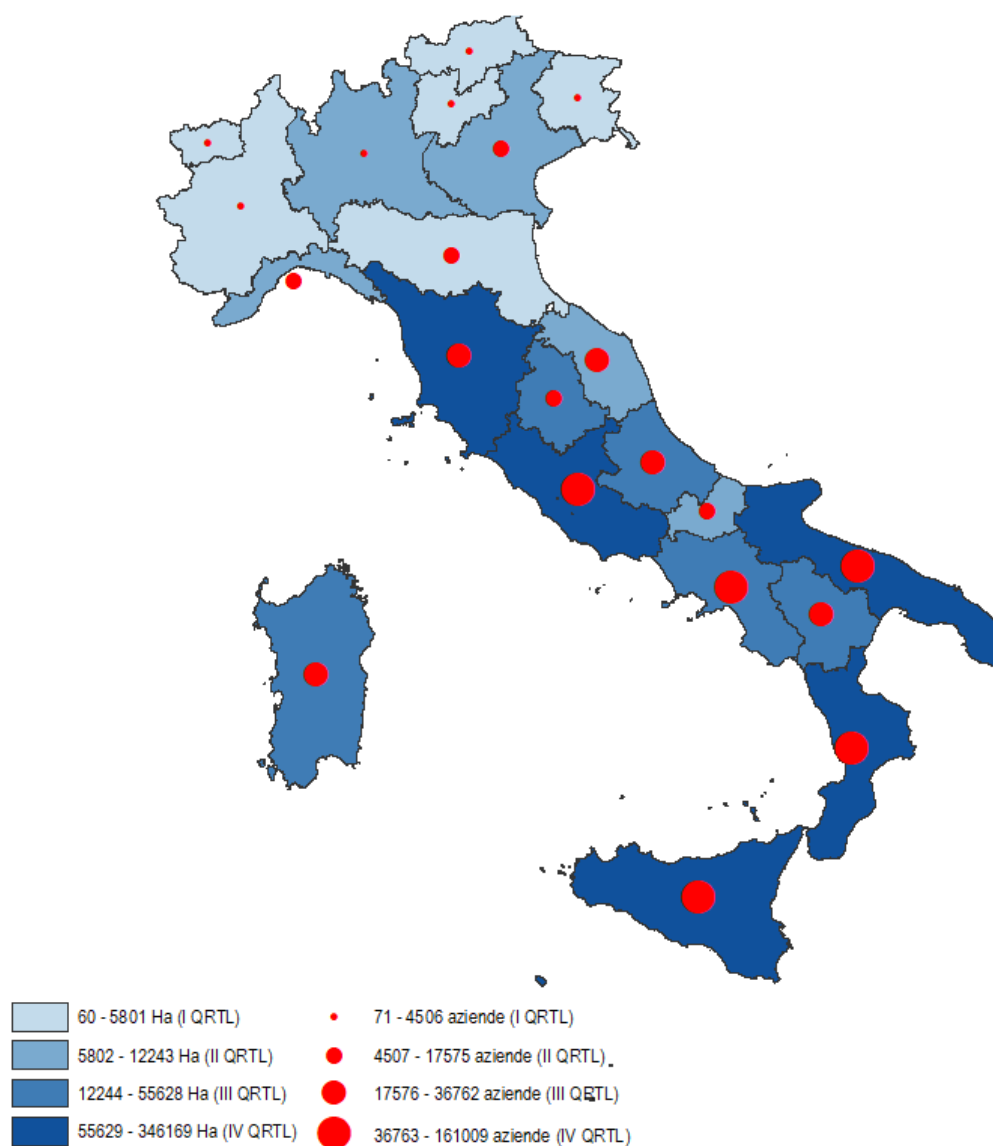 60 - 5801 Ha (I QRTL)
5802 - 12243 Ha (II QRTL)
12244 - 55628 Ha (III QRTL)
55629 - 346169 Ha (IV QRTL)
71 - 4506 aziende (I QRTL)
4507 - 17575 aziende (II QRTL)
17576 - 36762 aziende (III QRTL)
36763 - 161009 aziende (IV QRTL)